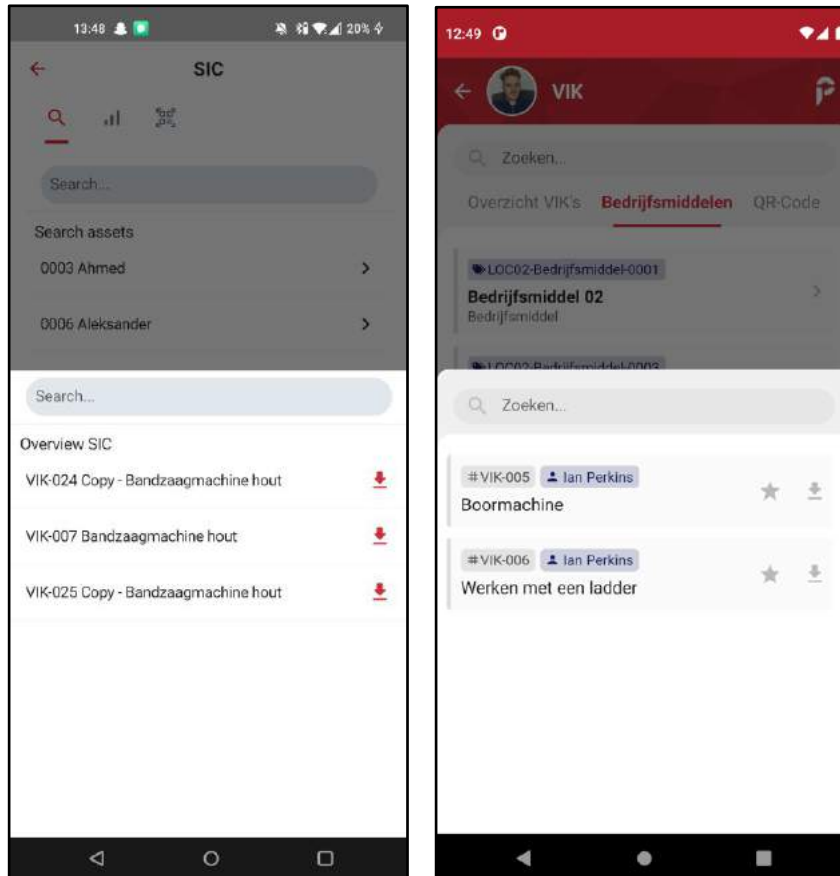 13:48 20%
SIC
Search...
Search assets
0003 Ahmed
0006 Aleksander
Search...
Overview SIC
VIK-024 Copy - Bandzaagmachine hout
VIK-007 Bandzaagmachine hout
VIK-025 Copy - Bandzaagmachine hout
12:49
VIK
Zoeken...
Overzicht VIK's Bedrijfsmiddelen QR-Code
LOC02-Bedrijfsmiddel-0001
Bedrijfsmiddel 02
Bedrijfsmiddel
LOC02-Bedrijfsmiddel-0003
Zoeken...
#VIK-005 Ian Perkins
Boormachine
#VIK-006 Ian Perkins
Werken met een ladder